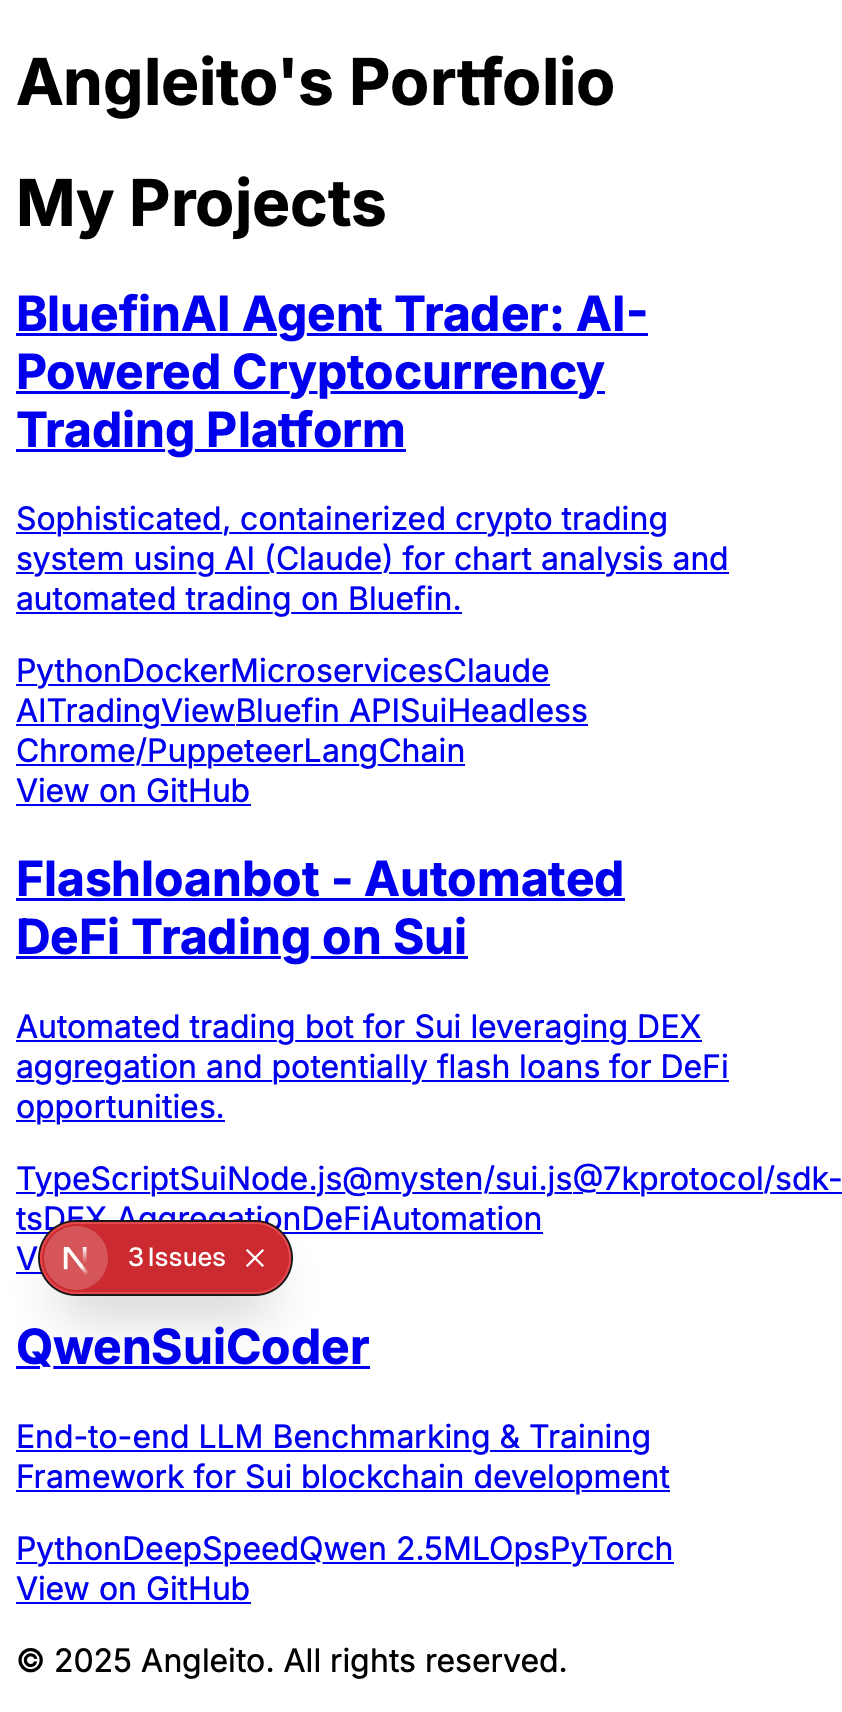 Angleito's Portfolio
My Projects
BluefinAI Agent Trader: AI-
Powered Cryptocurrency
Trading Platform
Sophisticated, containerized crypto trading
system using AI (Claude) for chart analysis and
automated trading on Bluefin.
PythonDockerMicroservicesClaude
AITradingViewBluefin APISuiHeadless
Chrome/PuppeteerLangChain
View on GitHub
Flashloanbot - Automated
DeFi Trading on Sui
Automated trading bot for Sui leveraging DEX
aggregation and potentially flash loans for DeFi
opportunities.
TypeScriptSuiNode.js@mysten/sui.js@7kprotocol/sdk-
tsDEX AggregationDeFiAutomation
N 3 Issues
QwenSuiCoder
End-to-end LLM Benchmarking & Training
Framework for Sui blockchain development
PythonDeepSpeedQwen 2.5MLOpsPyTorch
View on GitHub
© 2025 Angleito. All rights reserved.